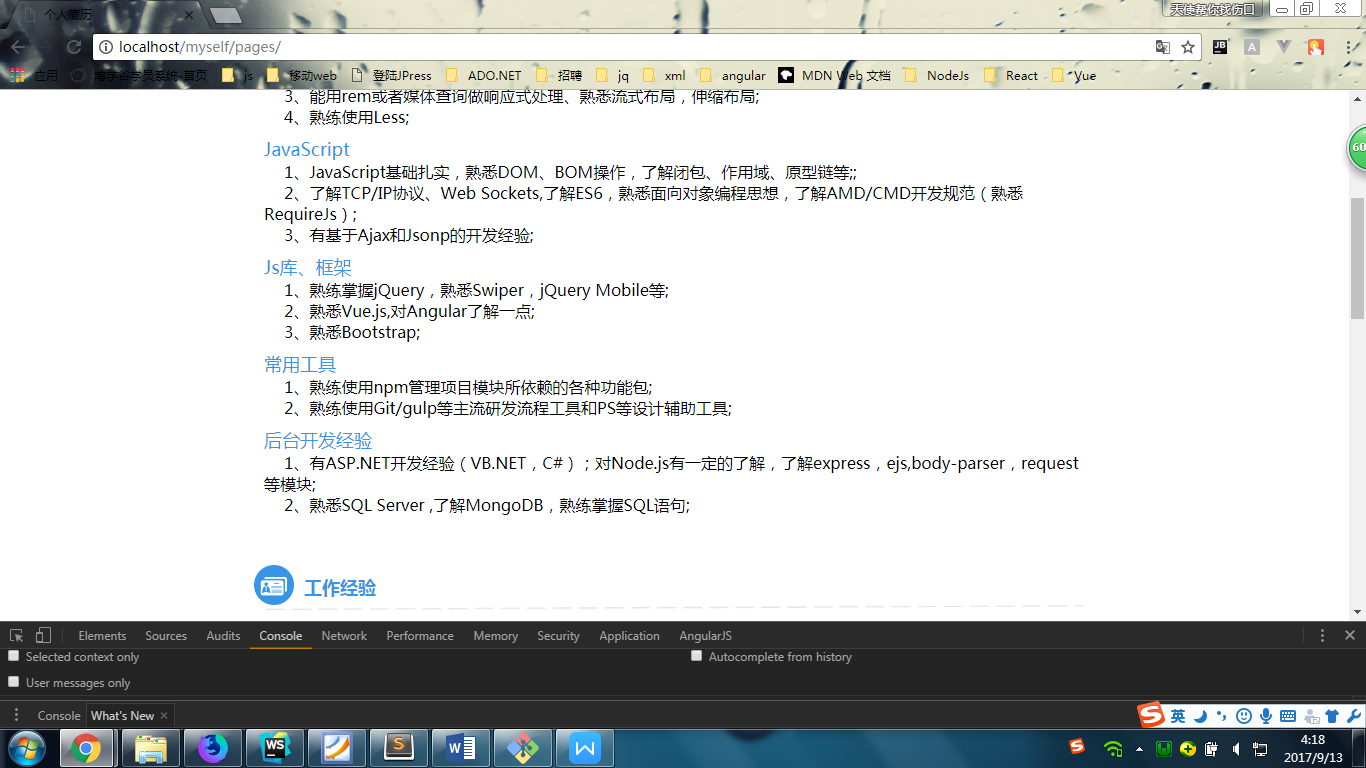 个人简历
天使帮你找伤口
localhost/myself/pages/
应用 学员系统-首页 js 移动web 登陆JPress ADO.NET 招聘 jq xml angular MDN Web 文档 NodeJs React Vue
3、能用rem或者媒体查询做响应式处理、熟悉流式布局，伸缩布局;
4、熟练使用Less;
60
JavaScript
1、JavaScript基础扎实，熟悉DOM、BOM操作，了解闭包、作用域、原型链等;;
2、了解TCP/IP协议、Web Sockets,了解ES6，熟悉面向对象编程思想，了解AMD/CMD开发规范（熟悉
RequireJs）;
3、有基于Ajax和Jsonp的开发经验;
Js库、框架
1、熟练掌握jQuery，熟悉Swiper，jQuery Mobile等;
2、熟悉Vue.js,对Angular了解一点;
3、熟悉Bootstrap;
常用工具
1、熟练使用npm管理项目模块所依赖的各种功能包;
2、熟练使用Git/gulp等主流研发流程工具和PS等设计辅助工具;
后台开发经验
1、有ASP.NET开发经验（VB.NET，C#）；对Node.js有一定的了解，了解express，ejs,body-parser，request
等模块;
2、熟悉SQL Server ,了解MongoDB，熟练掌握SQL语句;
工作经验
Elements Sources Audits Console Network Performance Memory Security Application AngularJS
Selected context only Autocomplete from history
User messages only
Console What's New
英
4:18
2017/9/13